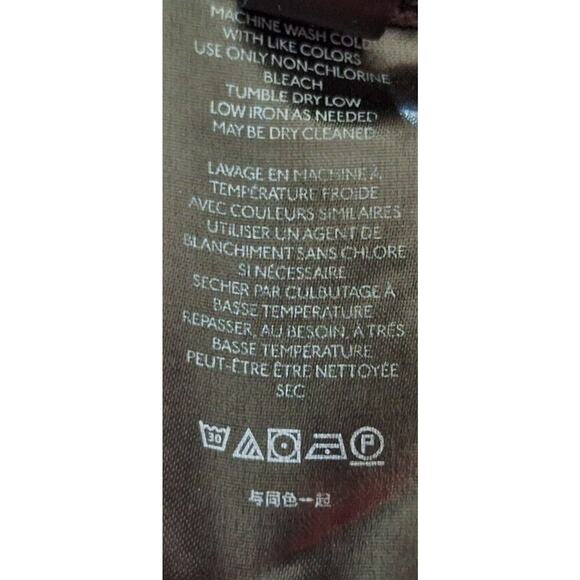 MACHINE WASH COLD
WITH LIKE COLORS
USE ONLY NON-CHLORINE
BLEACH
TUMBLE DRY LOW
LOW IRON AS NEEDED
MAY BE DRY CLEANED
LAVAGE EN MACHINE À
TEMPÉRATURE FROIDE
AVEC COULEURS SIMILAIRES
UTILISER UN AGENT DE
BLANCHIMENT SANS CHLORE
SI NÉCESSAIRE
SECHER PAR CULBUTAGE À
BASSE TEMPERATURE
REPASSER, AU BESOIN, À TRÈS
BASSE TEMPÉRATURE
PEUT-ÊTRE ÊTRE NETTOYÉE
SEC
30 P
与同色一起